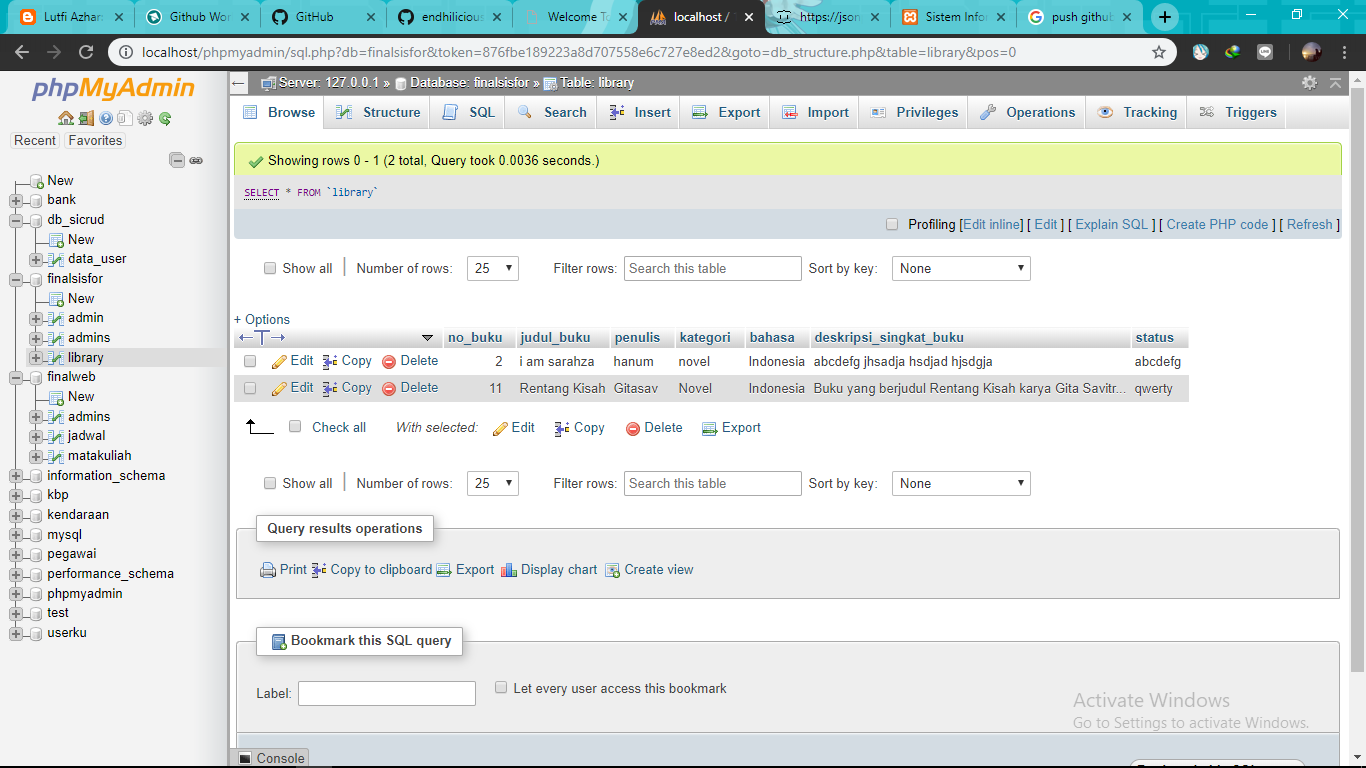 Lutfi Azhar
Github Wor
GitHub
endhilicious
Welcome To
localhost /
https://json
Sistem Infor
push github
localhost/phpmyadmin/sql.php?db=finalsisfor&token=876fbe189223a8d707558e6c727e8ed2&goto=db_structure.php&table=library&pos=0
phpMyAdmin
Recent Favorites
New
bank
db_sicrud
New
data_user
finalsisfor
New
admin
admins
library
finalweb
New
admins
jadwal
matakuliah
information_schema
kbp
kendaraan
mysql
pegawai
performance_schema
phpmyadmin
test
userku
Server: 127.0.0.1 » Database: finalsisfor » Table: library
Browse Structure SQL Search Insert Export Import Privileges Operations Tracking Triggers
Showing rows 0 - 1 (2 total, Query took 0.0036 seconds.)
SELECT * FROM `library`
Profiling [Edit inline] [ Edit ] [ Explain SQL ] [ Create PHP code ] [ Refresh ]
Show all Number of rows: 25 Filter rows: Search this table Sort by key: None
+ Options
no_buku judul_buku penulis kategori bahasa deskripsi_singkat_buku status
Edit Copy Delete 2 i am sarahza hanum novel Indonesia abcdefg jhsadja hsdjad hjsdgja abcdefg
Edit Copy Delete 11 Rentang Kisah Gitasav Novel Indonesia Buku yang berjudul Rentang Kisah karya Gita Savitr... qwerty
Check all With selected: Edit Copy Delete Export
Show all Number of rows: 25 Filter rows: Search this table Sort by key: None
Query results operations
Print Copy to clipboard Export Display chart Create view
Bookmark this SQL query
Label: Let every user access this bookmark
Activate Windows
Go to Settings to activate Windows.
Console